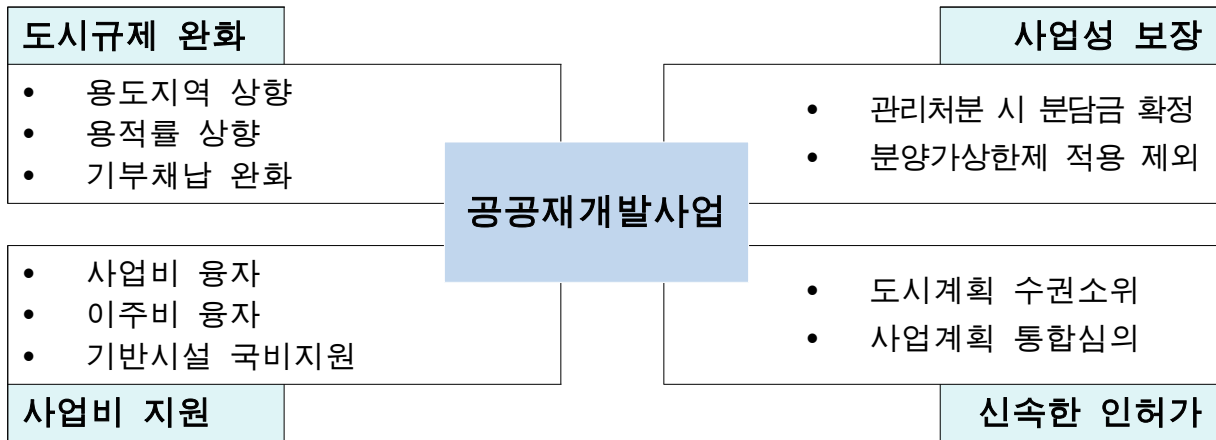 도시규제 완화
• 용도지역 상향
• 용적률 상향
• 기부채납 완화
사업성 보장
• 관리처분 시 분담금 확정
• 분양가상한제 적용 제외
공공재개발사업
• 사업비 융자
• 이주비 융자
• 기반시설 국비지원
사업비 지원
• 도시계획 수권소위
• 사업계획 통합심의
신속한 인허가